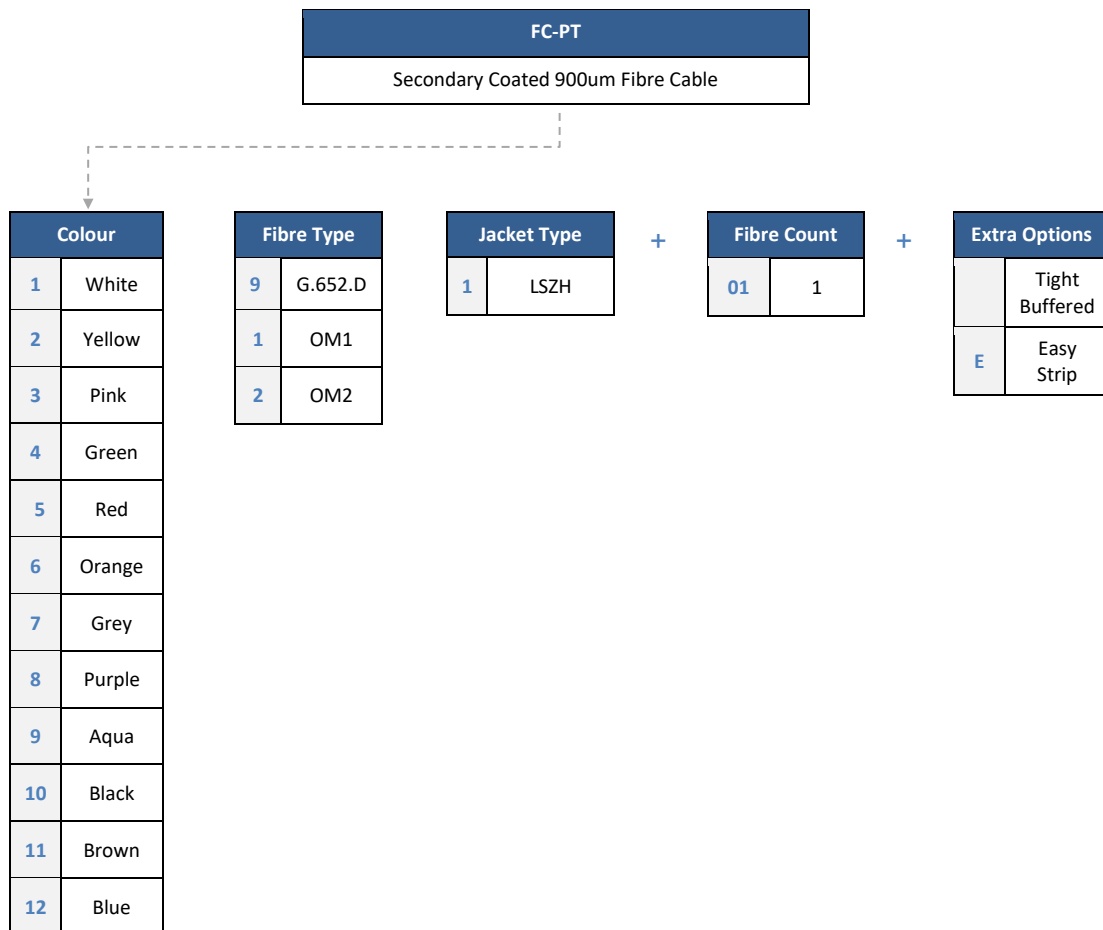 FC-PT
Secondary Coated 900um Fibre Cable
Colour
1 White
2 Yellow
3 Pink
4 Green
5 Red
6 Orange
7 Grey
8 Purple
9 Aqua
10 Black
11 Brown
12 Blue
Fibre Type
9 G.652.D
1 OM1
2 OM2
Jacket Type
1 LSZH
+
Fibre Count
01 1
+
Extra Options
Tight
Buffered
E Easy
Strip